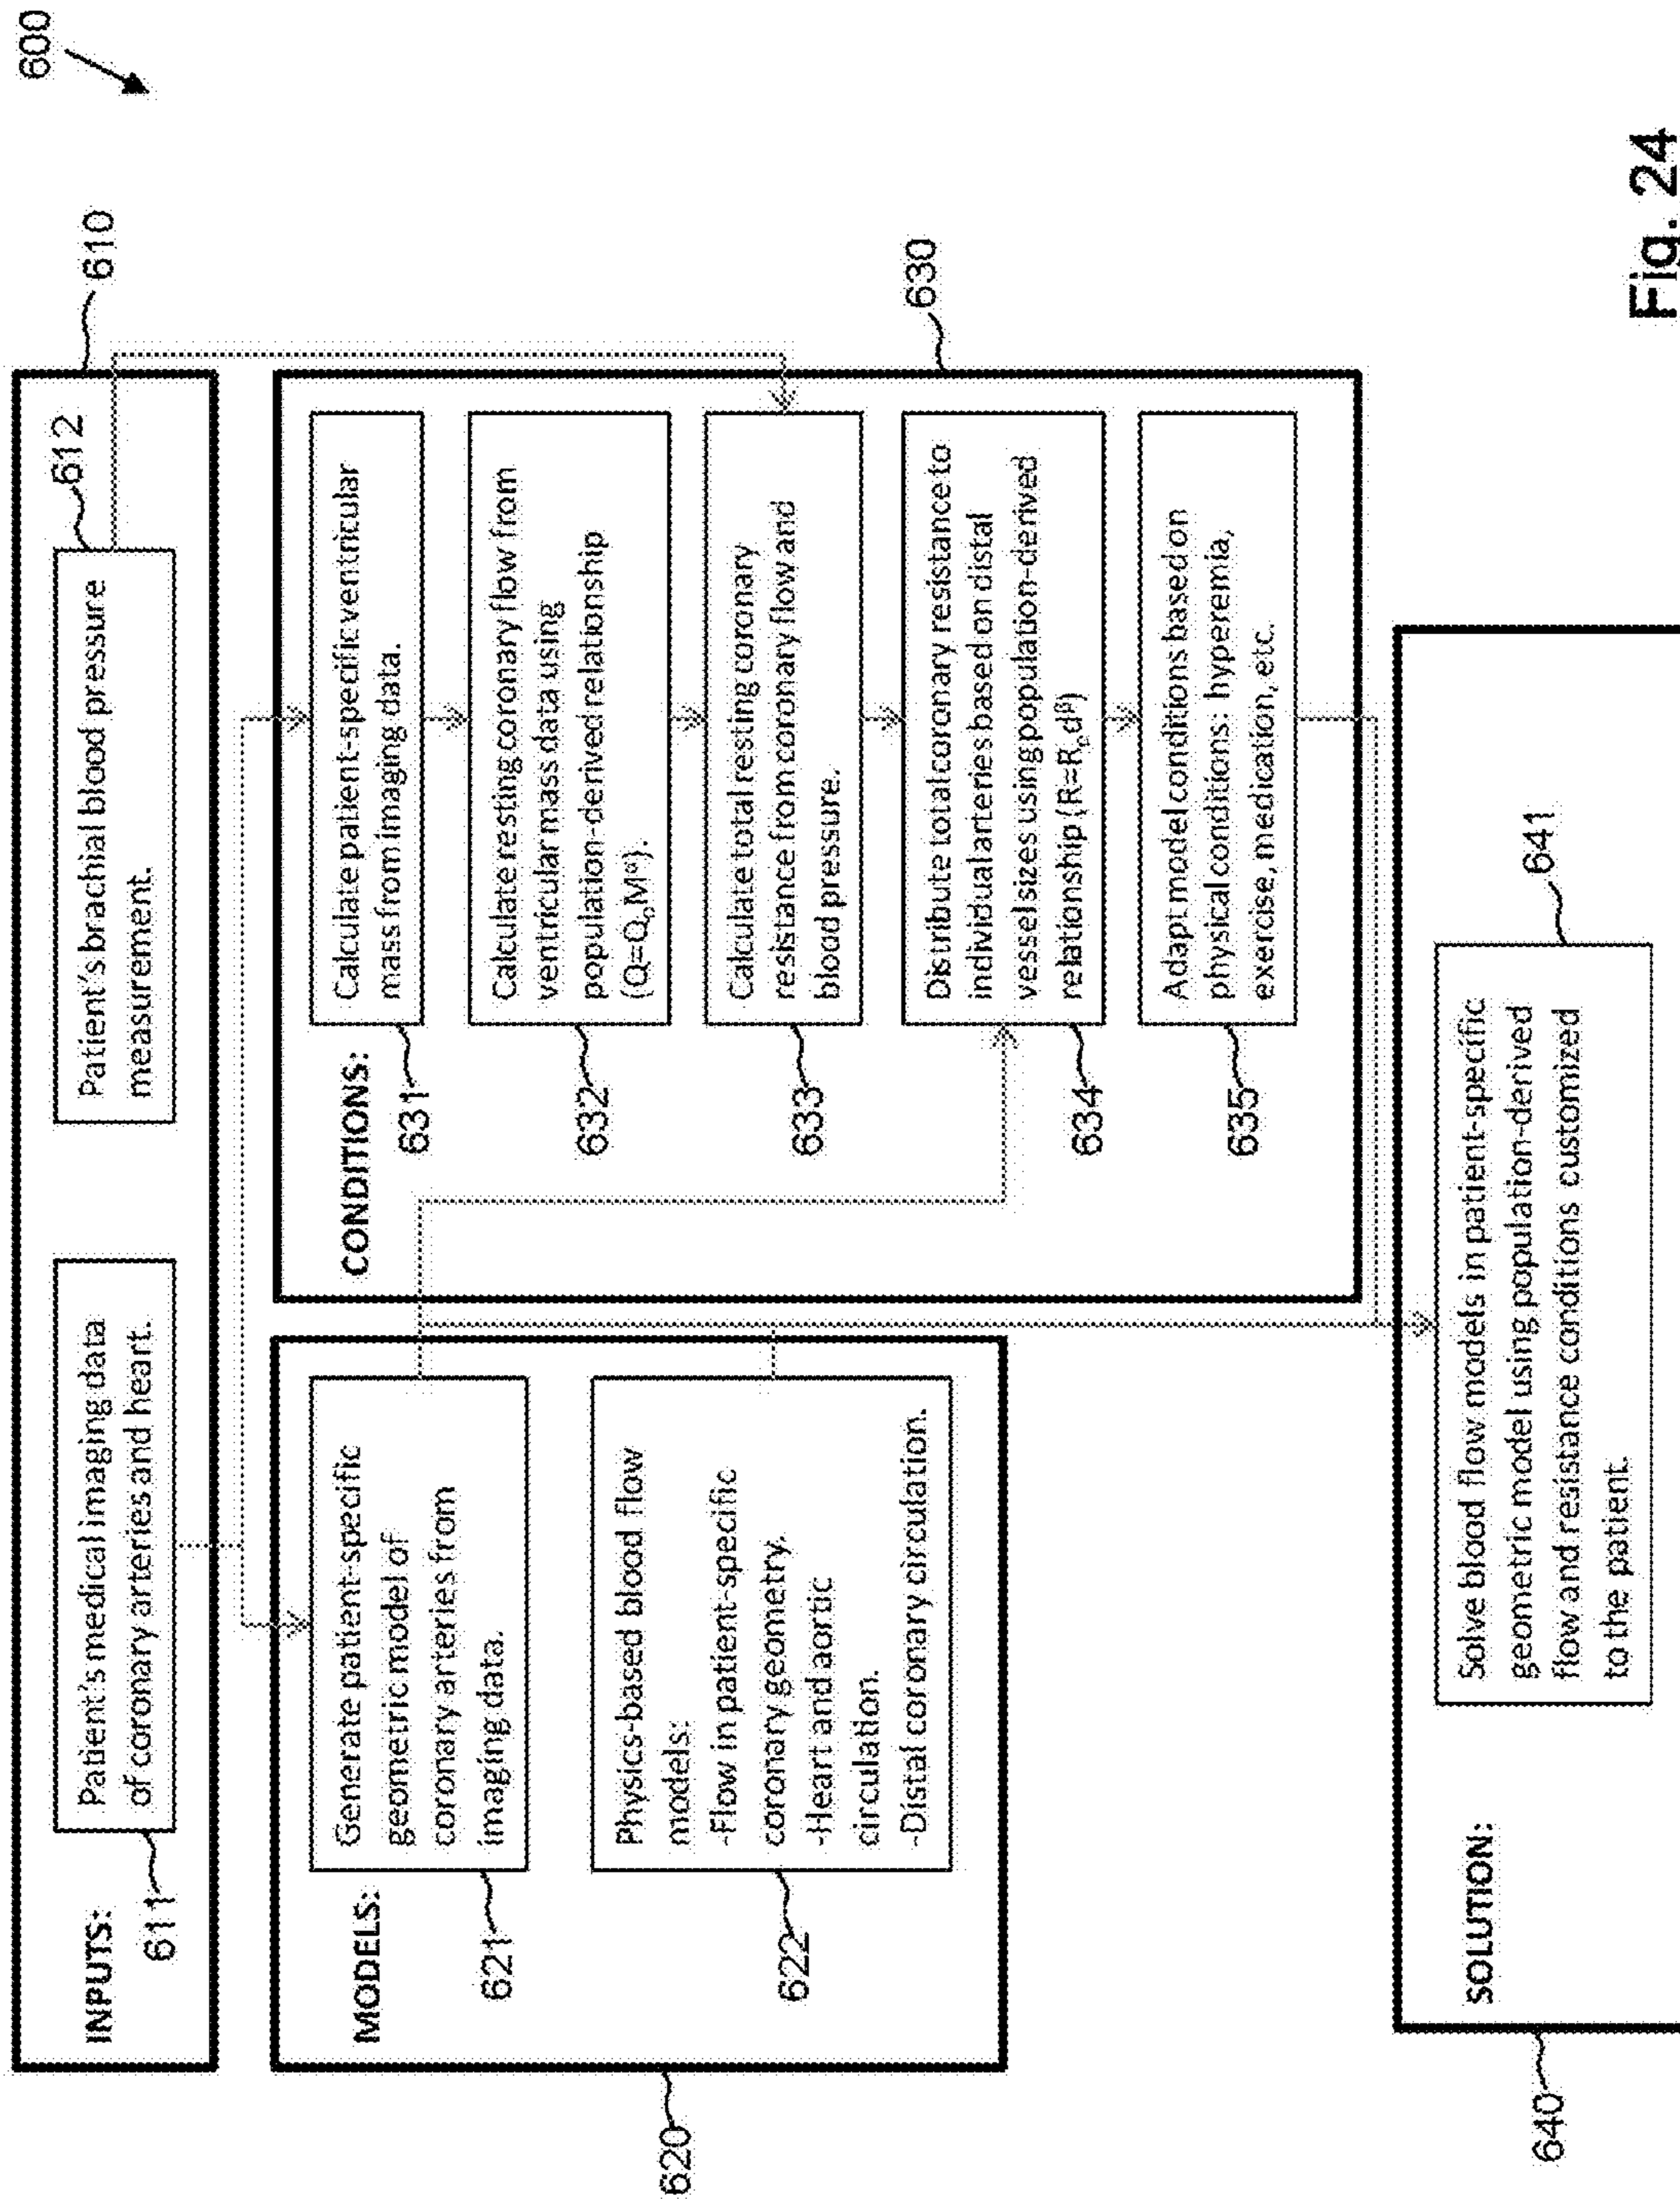 600
610
INPUTS:
611
Patient's medical imaging data
of coronary arteries and heart.
612
Patient's brachial blood pressure
measurement.
620
MODELS:
621
Generate patient-specific
geometric model of
coronary arteries from
imaging data.
622
Physics-based blood flow
models:
-Flow in patient-specific
coronary geometry.
-Heart and aortic
circulation.
-Distal coronary circulation.
630
CONDITIONS:
631
Calculate patient-specific ventricular
mass from imaging data.
632
Calculate resting coronary flow from
ventricular mass data using
population-derived relationship
(Q=QₒMᵅ).
633
Calculate total resting coronary
resistance from coronary flow and
blood pressure.
634
Distribute total coronary resistance to
individual arteries based on distal
vessel sizes using population-derived
relationship (R=Rₒdᵝ)
635
Adapt model conditions based on
physical conditions: hyperemia,
exercise, medication, etc.
640
SOLUTION:
641
Solve blood flow models in patient-specific
geometric model using population-derived
flow and resistance conditions customized
to the patient.
Fig. 24